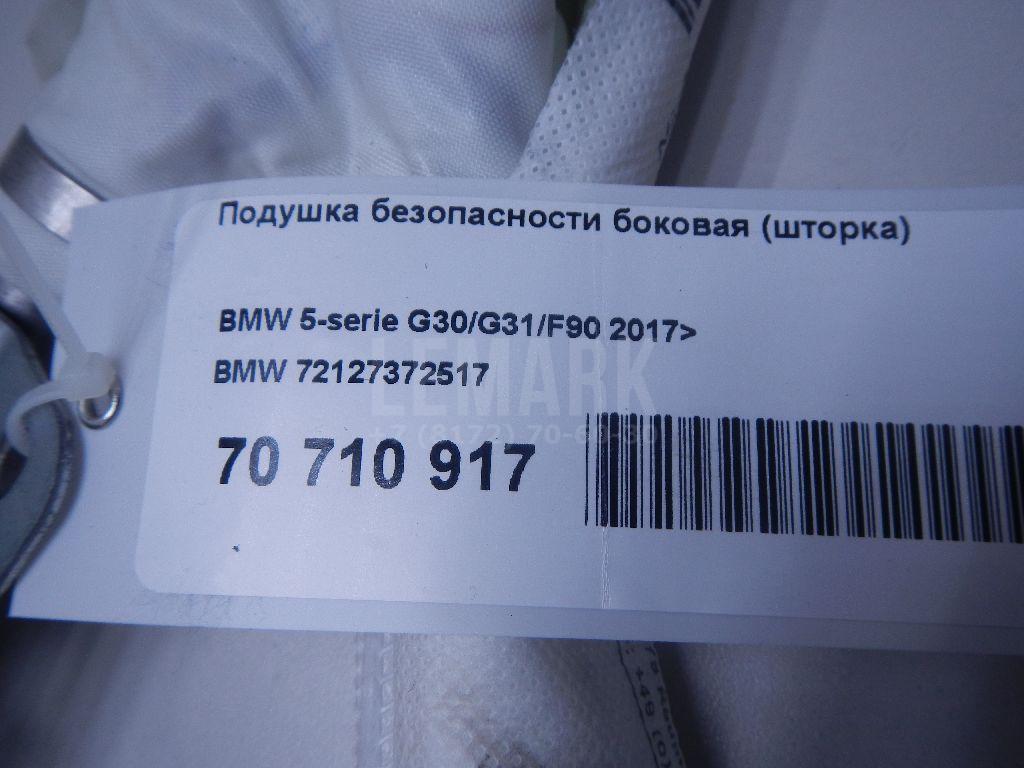 Подушка безопасности боковая (шторка)
BMW 5-serie G30/G31/F90 2017>
BMW 72127372517
LEMARK
70 710 917